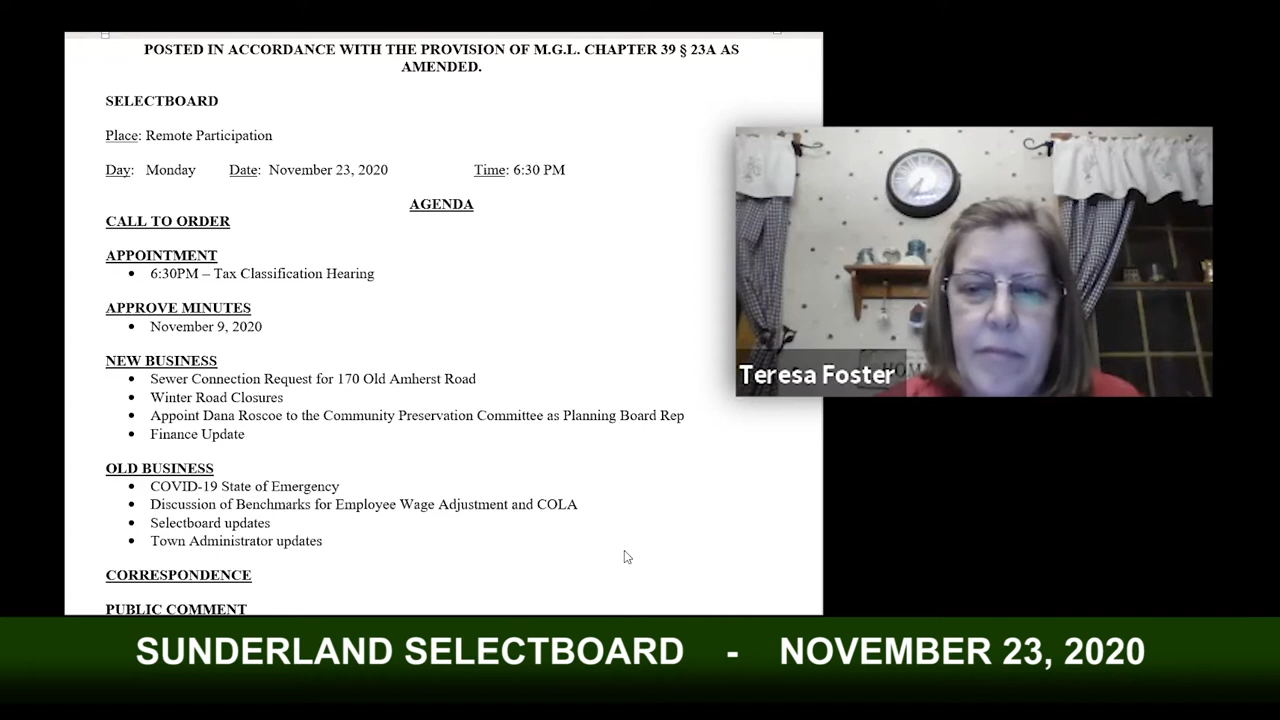 POSTED IN ACCORDANCE WITH THE PROVISION OF M.G.L. CHAPTER 39 § 23A AS
AMENDED.
SELECTBOARD
Place: Remote Participation
Day: Monday Date: November 23, 2020 Time: 6:30 PM
AGENDA
CALL TO ORDER
APPOINTMENT
• 6:30PM – Tax Classification Hearing
APPROVE MINUTES
• November 9, 2020
NEW BUSINESS
• Sewer Connection Request for 170 Old Amherst Road
• Winter Road Closures
• Appoint Dana Roscoe to the Community Preservation Committee as Planning Board Rep
• Finance Update
OLD BUSINESS
• COVID-19 State of Emergency
• Discussion of Benchmarks for Employee Wage Adjustment and COLA
• Selectboard updates
• Town Administrator updates
CORRESPONDENCE
PUBLIC COMMENT
Teresa Foster
SUNDERLAND SELECTBOARD - NOVEMBER 23, 2020